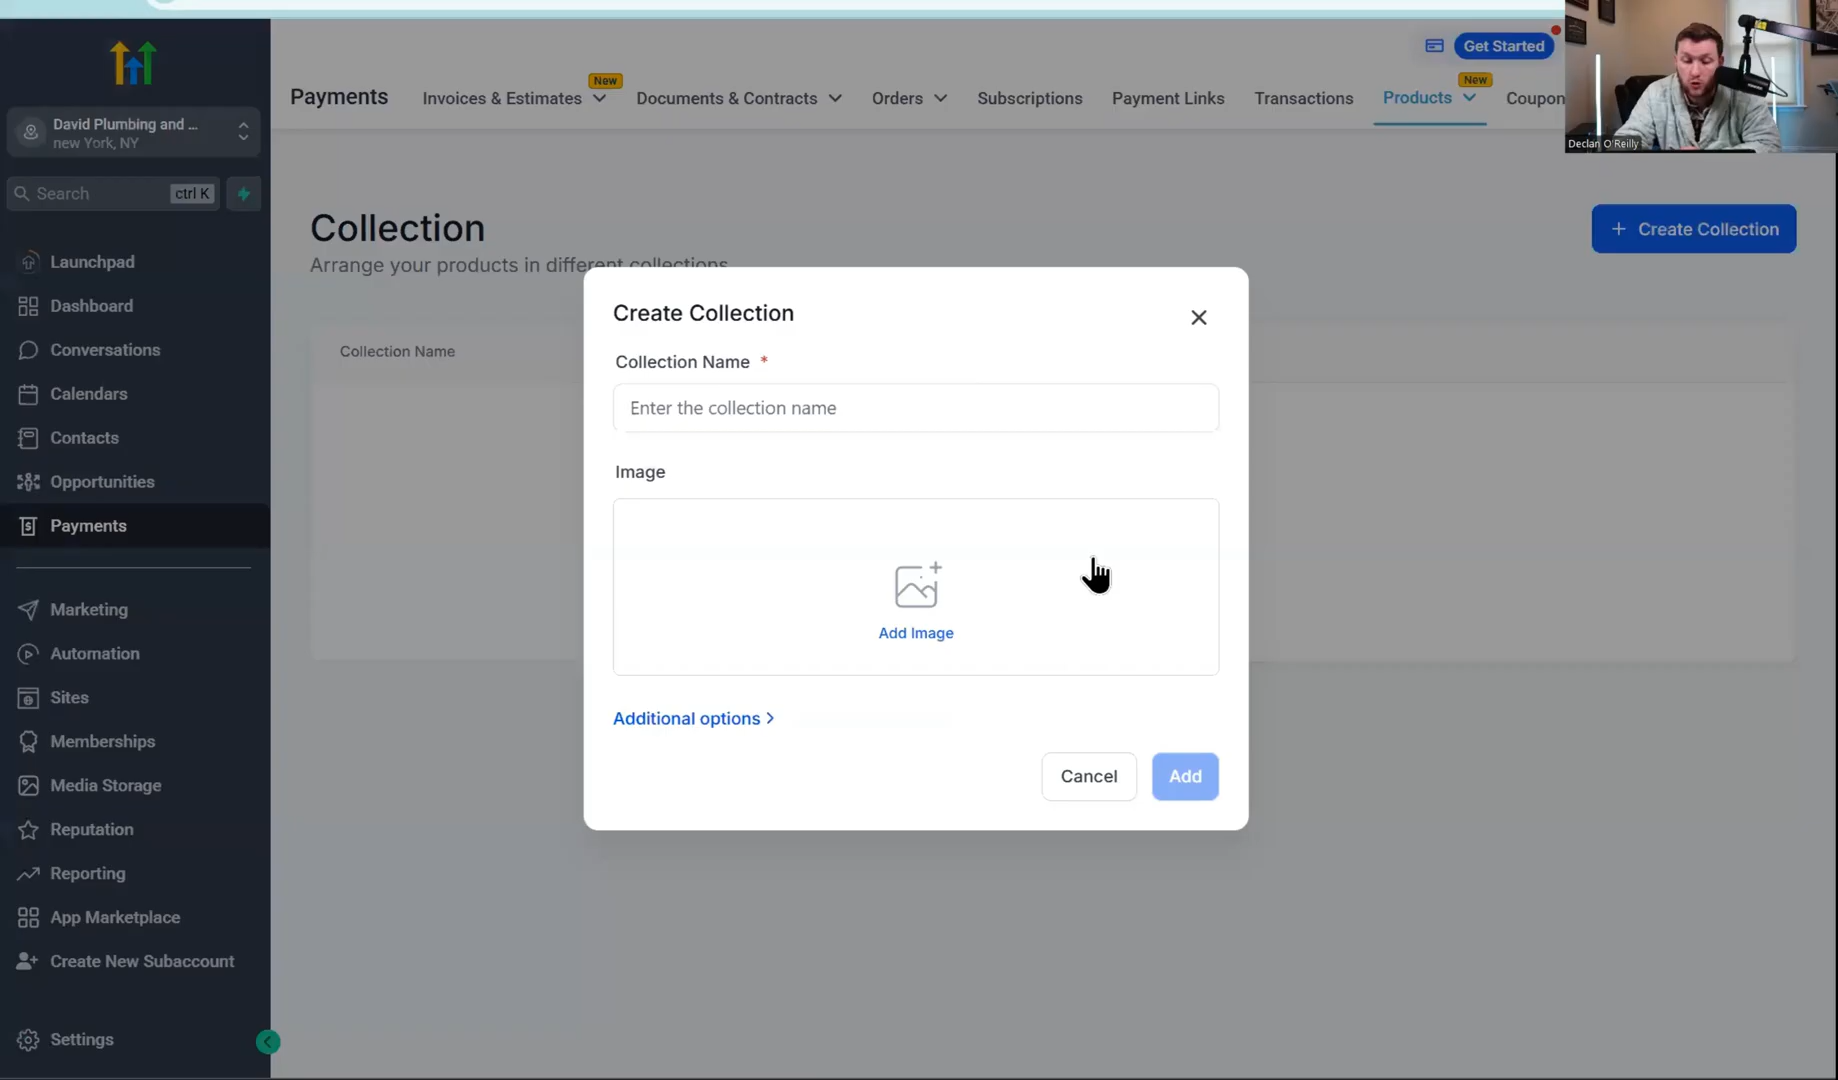 Get Started
New
New
Payments
Invoices & Estimates
Documents & Contracts
Orders
Subscriptions
Payment Links
Transactions
Products
Coupon
Declan O'Reilly
David Plumbing and ...
new York, NY
Search
ctrl K
Launchpad
Dashboard
Conversations
Calendars
Contacts
Opportunities
Payments
Marketing
Automation
Sites
Memberships
Media Storage
Reputation
Reporting
App Marketplace
Create New Subaccount
Settings
Collection
Arrange your products in different collections
+ Create Collection
Collection Name
Create Collection
Collection Name *
Enter the collection name
Image
Add Image
Additional options >
Cancel
Add